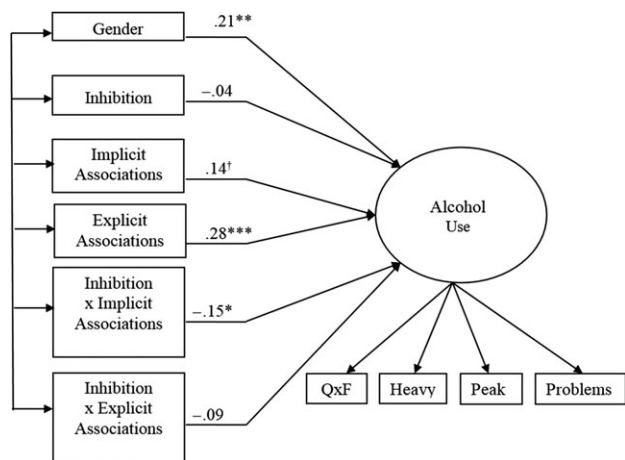 Gender
.21**
Inhibition
–.04
Implicit
Associations
.14†
Explicit
Associations
.28***
Inhibition
x Implicit
Associations
–.15*
Inhibition
x Explicit
Associations
–.09
Alcohol
Use
QxF
Heavy
Peak
Problems